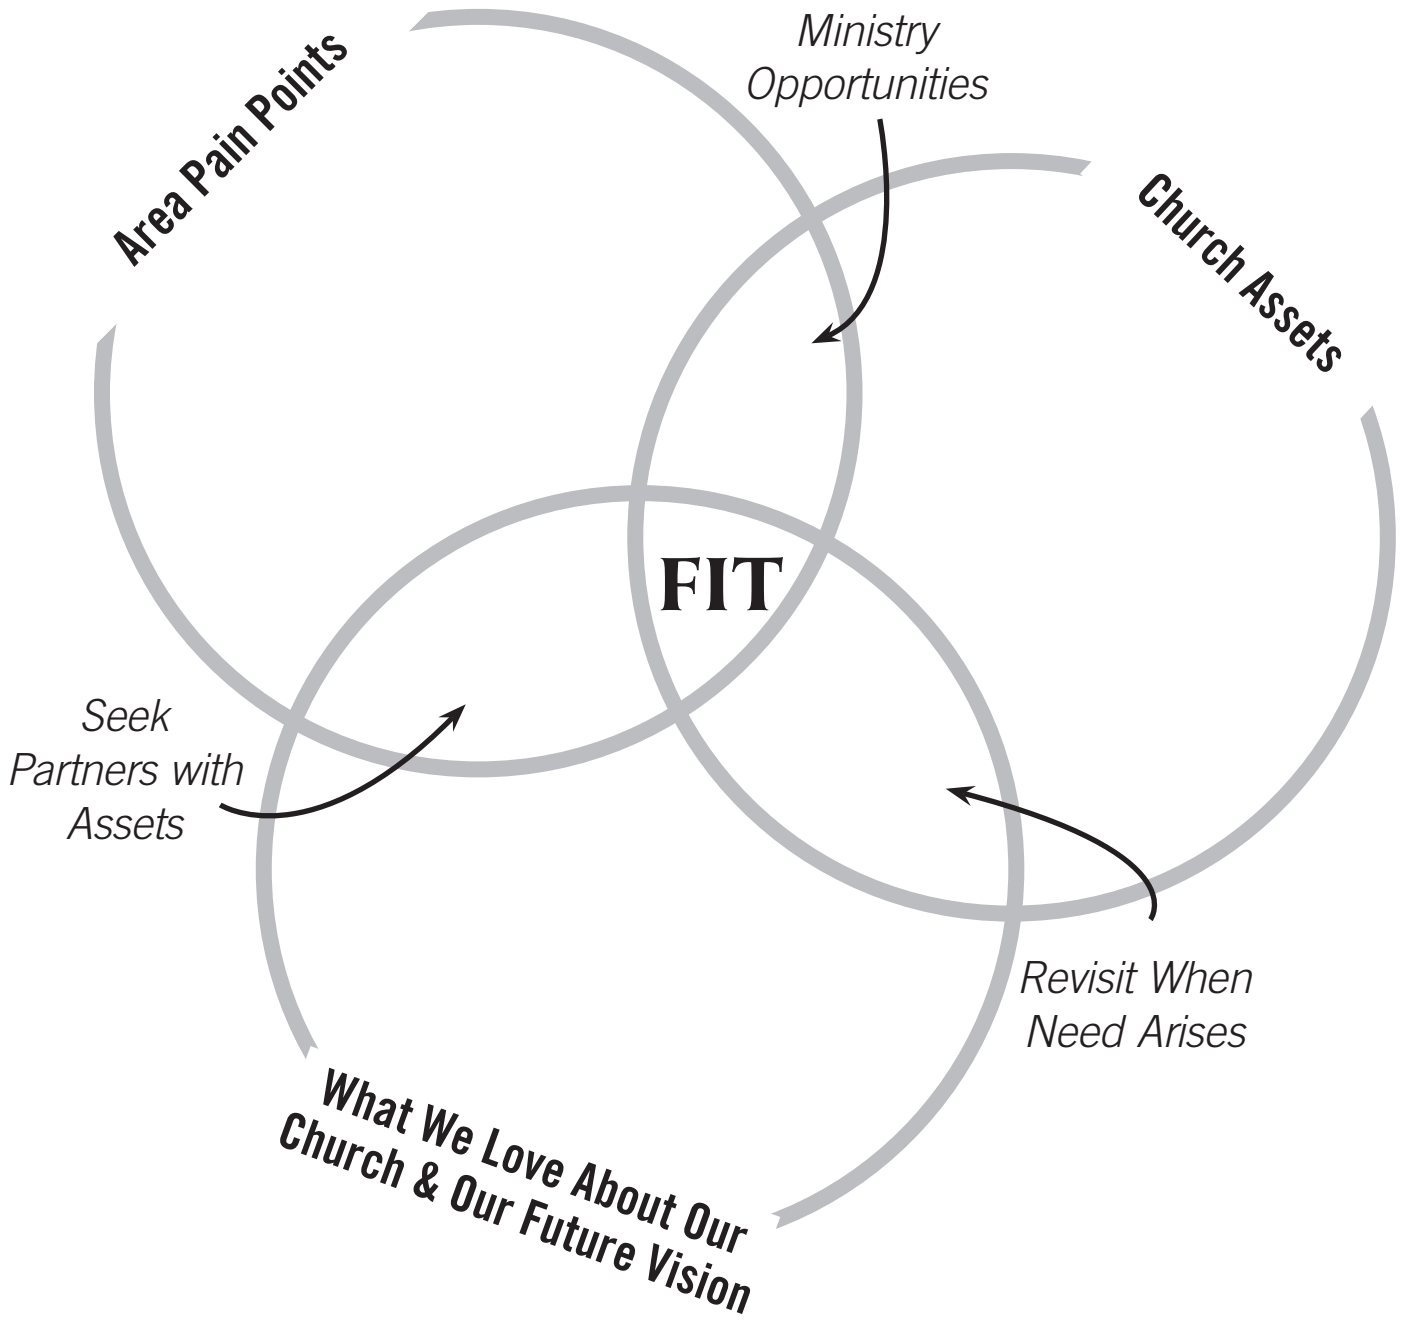 Ministry
Opportunities
Area Pain Points
Church Assets
FIT
Seek
Partners with
Assets
Revisit When
Need Arises
What We Love About Our
Church & Our Future Vision